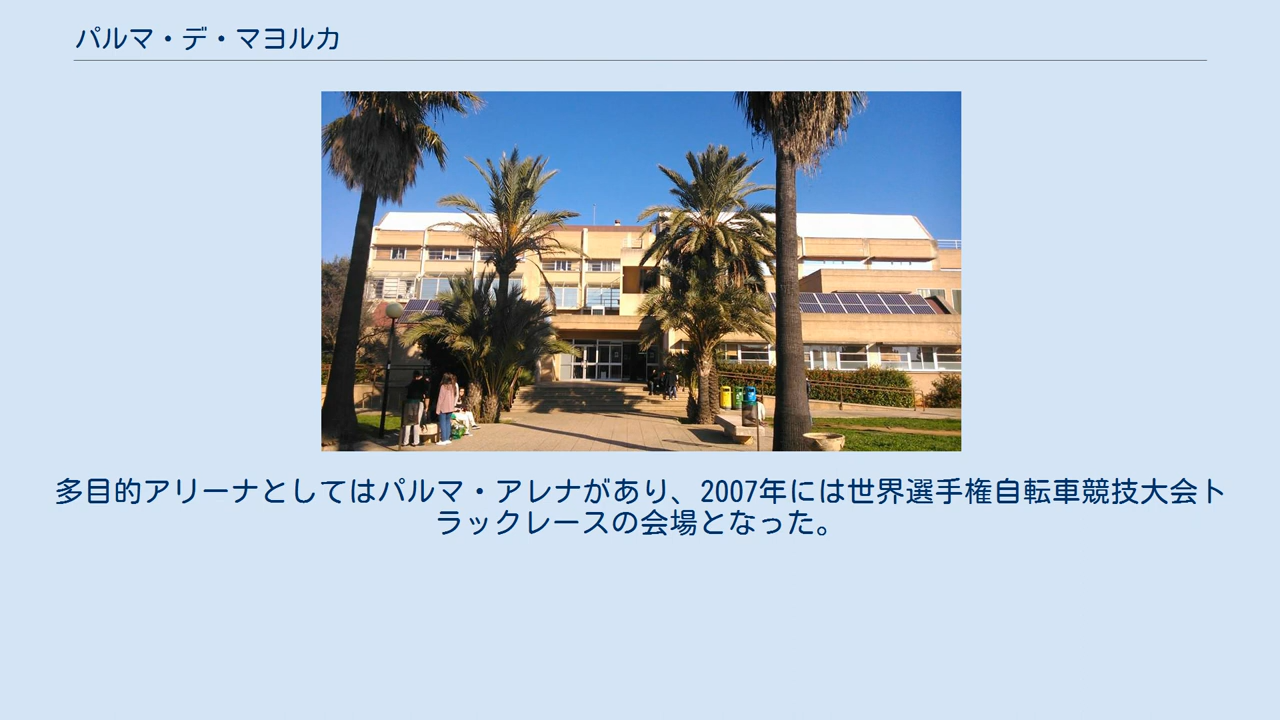 パルマ・デ・マヨルカ
多目的アリーナとしてはパルマ・アレナがあり、2007年には世界選手権自転車競技大会ト
ラックレースの会場となった。